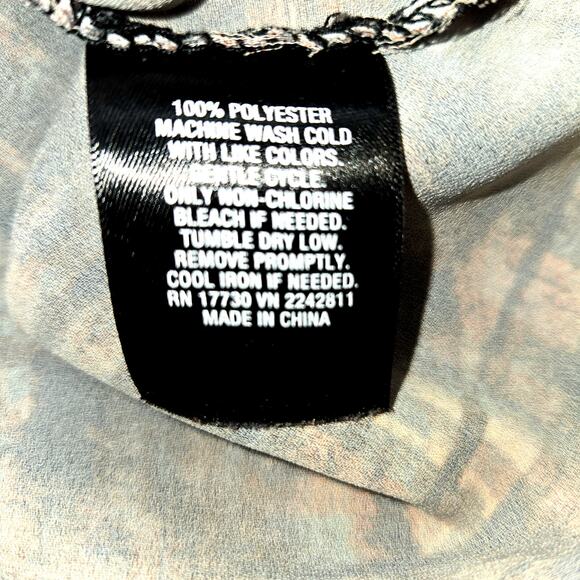 100% POLYESTER
MACHINE WASH COLD
WITH LIKE COLORS.
GENTLE CYCLE.
ONLY NON-CHLORINE
BLEACH IF NEEDED.
TUMBLE DRY LOW.
REMOVE PROMPTLY.
COOL IRON IF NEEDED.
RN 17730 VN 2242811
MADE IN CHINA